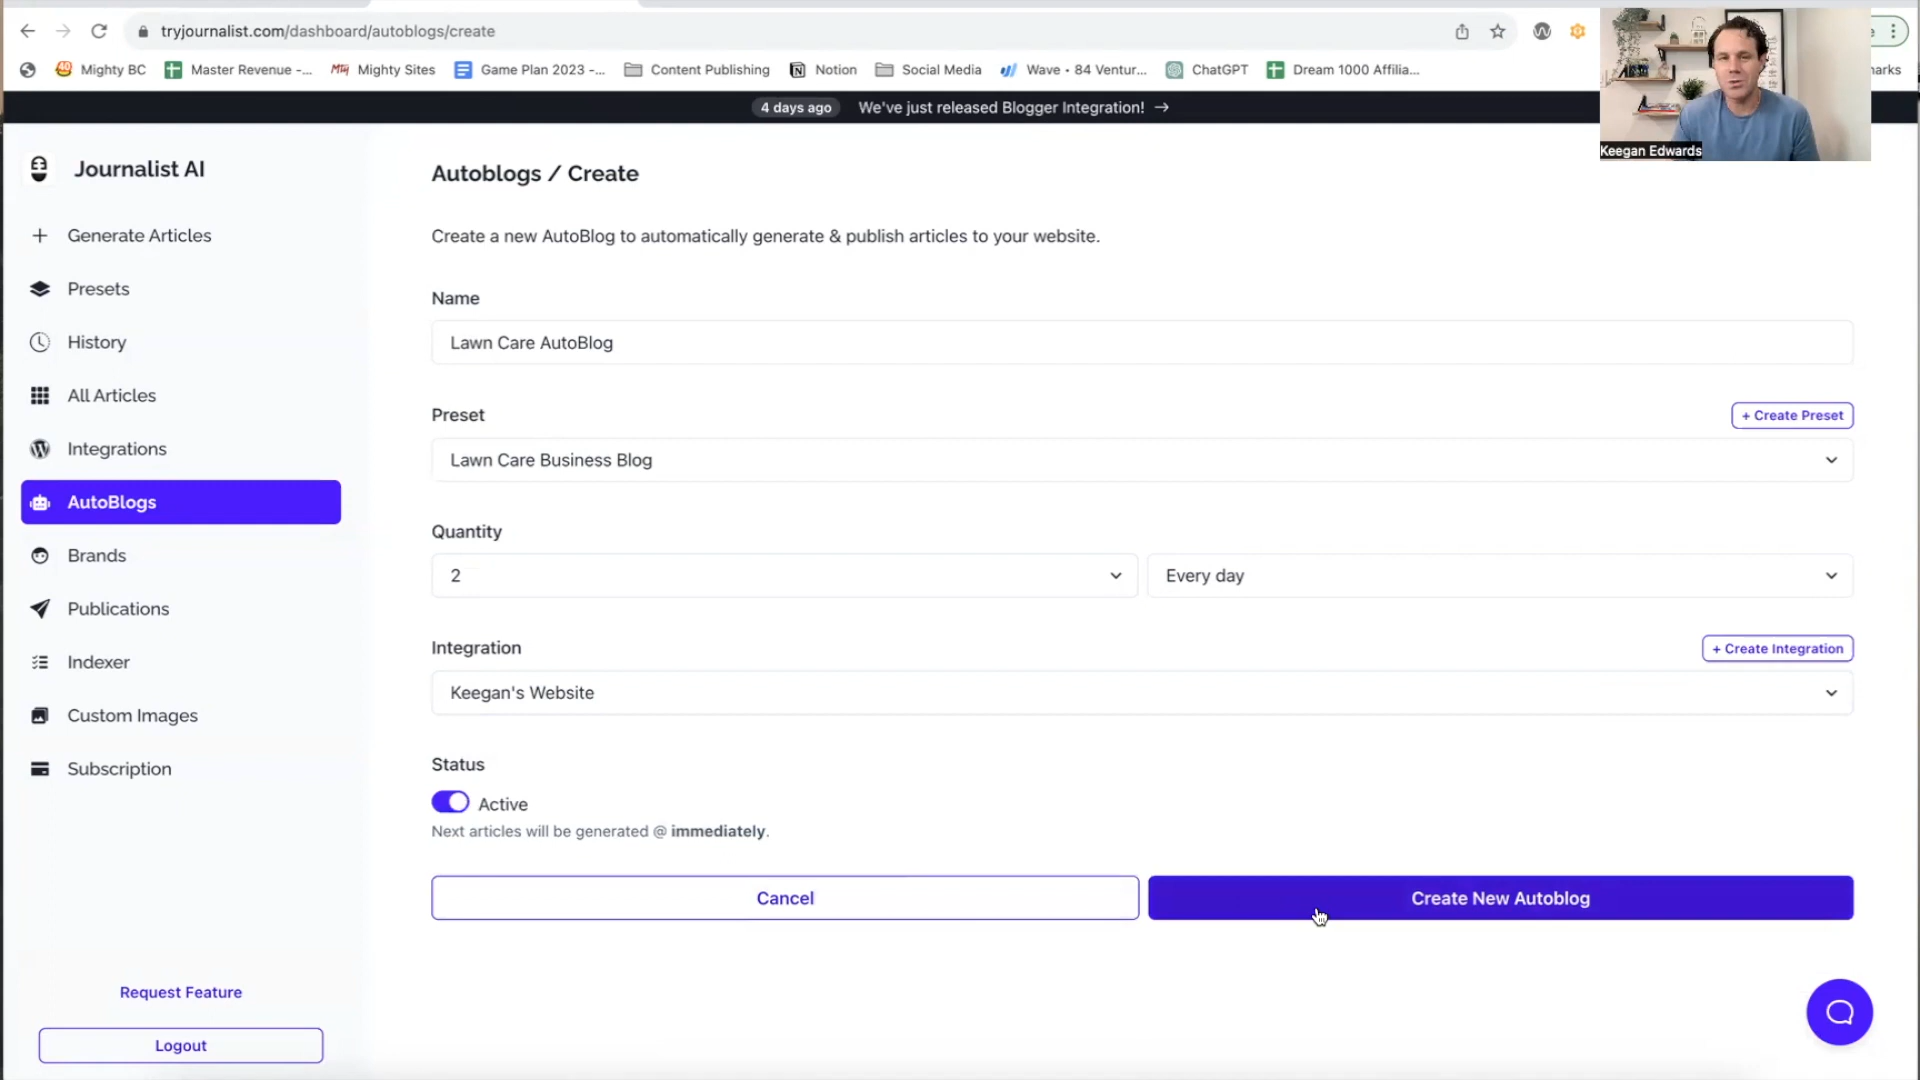 tryjournalist.com/dashboard/autoblogs/create
Mighty BC
Master Revenue -...
MTY Mighty Sites
Game Plan 2023 -...
Content Publishing
Notion
Social Media
Wave • 84 Ventur...
ChatGPT
Dream 1000 Affilia...
4 days ago We've just released Blogger Integration! →
Keegan Edwards
Journalist AI
Generate Articles
Presets
History
All Articles
Integrations
AutoBlogs
Brands
Publications
Indexer
Custom Images
Subscription
Request Feature
Logout
Autoblogs / Create
Create a new AutoBlog to automatically generate & publish articles to your website.
Name
Lawn Care AutoBlog
Preset
+ Create Preset
Lawn Care Business Blog
Quantity
2
Every day
Integration
+ Create Integration
Keegan's Website
Status
Active
Next articles will be generated @ immediately.
Cancel
Create New Autoblog